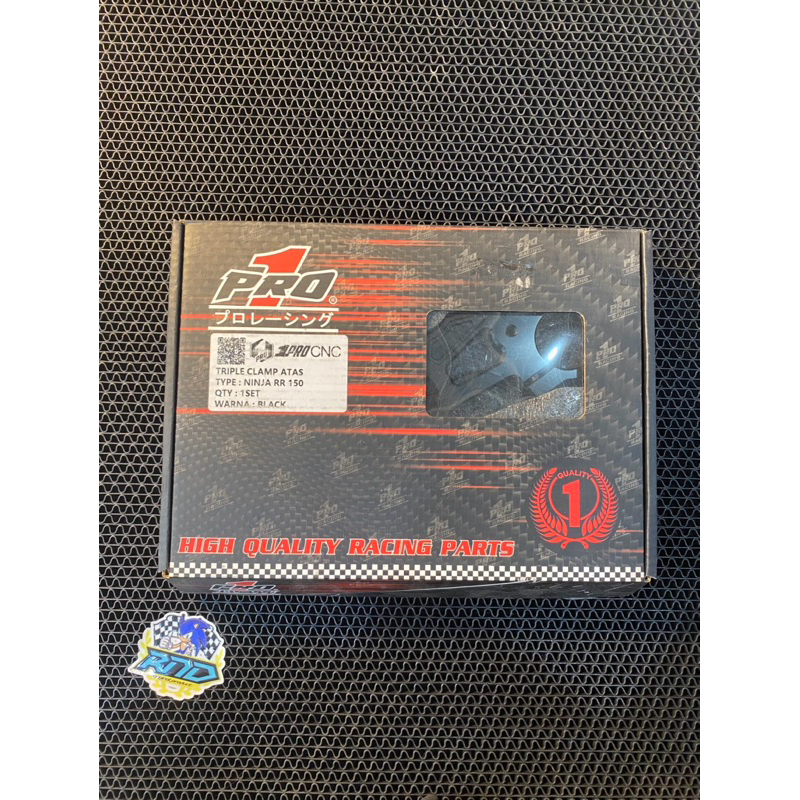 1
PRO®
プロレーシング
1PRO CNC
TRIPLE CLAMP ATAS
TYPE : NINJA RR 150
QTY : 1SET
WARNA : BLACK
QUALITY
1
HIGH QUALITY RACING PARTS
RND